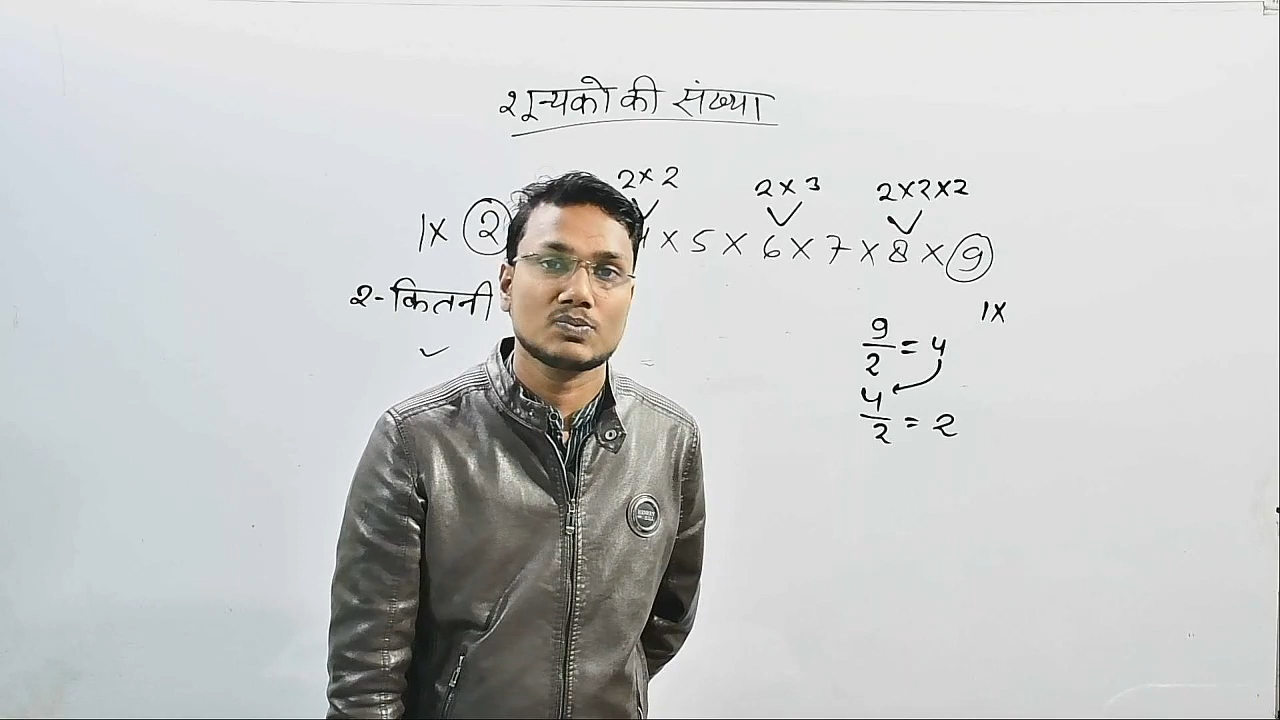 शून्यको की संख्या
2×2 2×3 2×2×2
1× 2 4 × 5 × 6 × 7 × 8 × 9
2-कितनी
1×
9/2 = 4
4/2 = 2